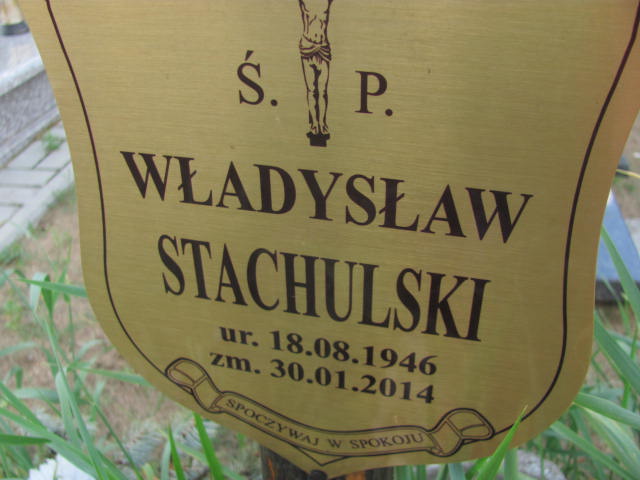 Ś. P.
WŁADYSŁAW
STACHULSKI
ur. 18.08.1946
zm. 30.01.2014
SPOCZYWAJ W SPOKOJU